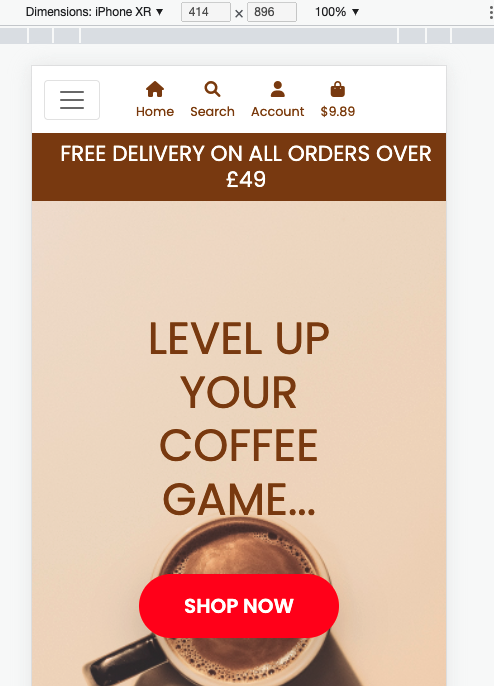 Dimensions: iPhone XR ▼ 414 × 896 100% ▼
Home Search Account $9.89
FREE DELIVERY ON ALL ORDERS OVER
£49
LEVEL UP
YOUR
COFFEE
GAME...
SHOP NOW